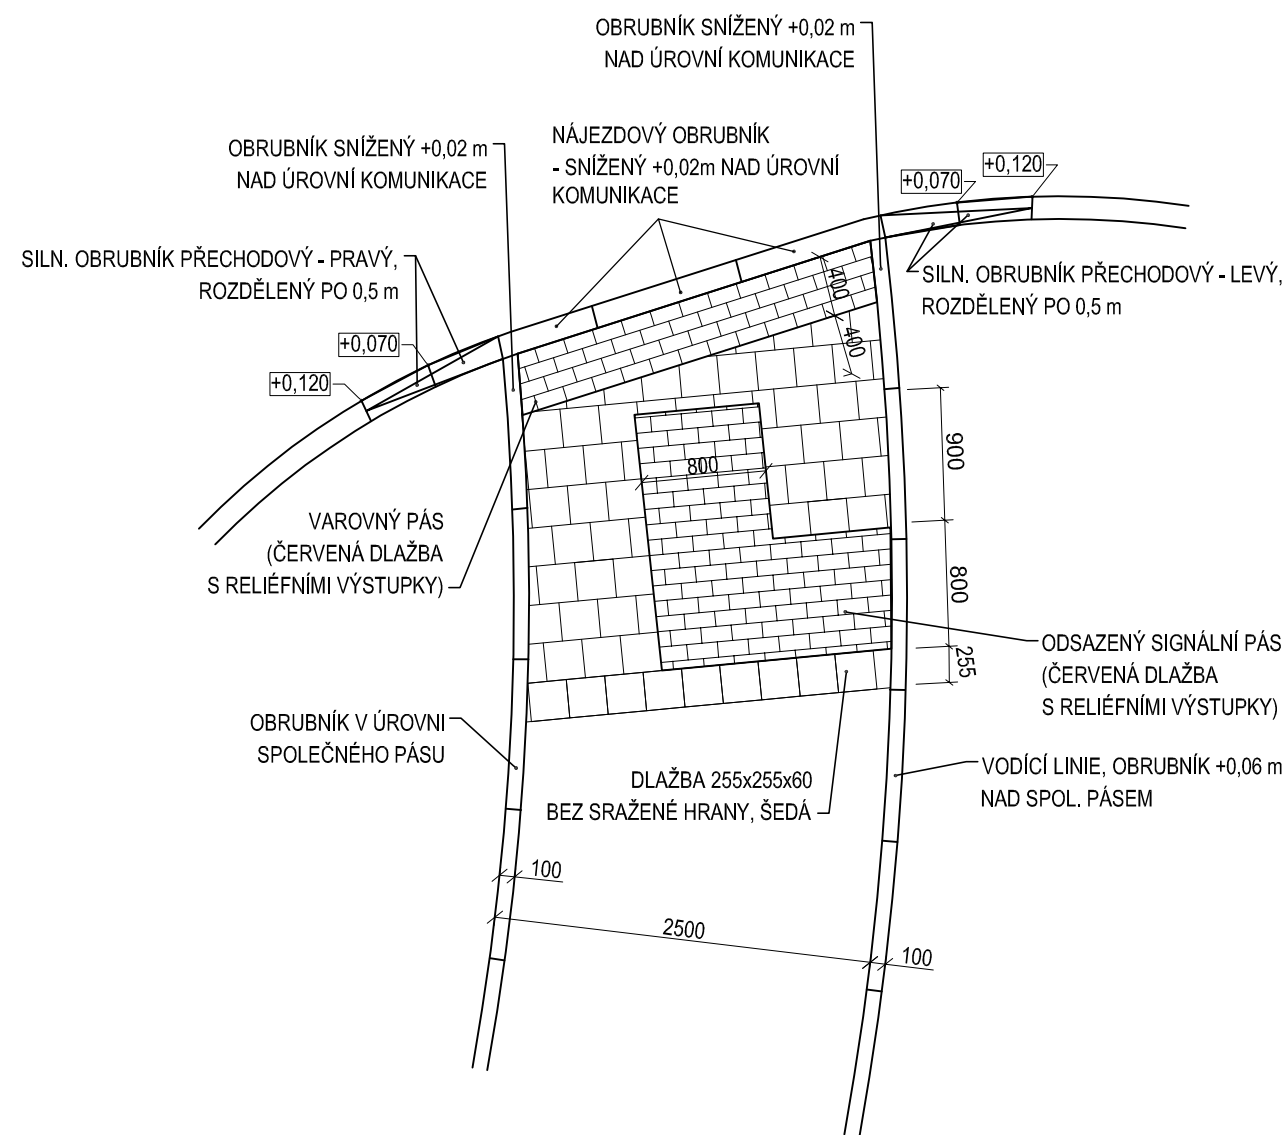 OBRUBNÍK SNÍŽENÝ +0,02 m
NAD ÚROVNÍ KOMUNIKACE
OBRUBNÍK SNÍŽENÝ +0,02 m
NAD ÚROVNÍ KOMUNIKACE
NÁJEZDOVÝ OBRUBNÍK
- SNÍŽENÝ +0,02m NAD ÚROVNÍ
KOMUNIKACE
+0,070
+0,120
SILN. OBRUBNÍK PŘECHODOVÝ - PRAVÝ,
ROZDĚLENÝ PO 0,5 m
SILN. OBRUBNÍK PŘECHODOVÝ - LEVÝ,
ROZDĚLENÝ PO 0,5 m
400
400
+0,070
+0,120
900
800
VAROVNÝ PÁS
(ČERVENÁ DLAŽBA
S RELIÉFNÍMI VÝSTUPKY)
800
255
ODSAZENÝ SIGNÁLNÍ PÁS
(ČERVENÁ DLAŽBA
S RELIÉFNÍMI VÝSTUPKY)
OBRUBNÍK V ÚROVNI
SPOLEČNÉHO PÁSU
DLAŽBA 255x255x60
BEZ SRAŽENÉ HRANY, ŠEDÁ
VODÍCÍ LINIE, OBRUBNÍK +0,06 m
NAD SPOL. PÁSEM
100
2500
100